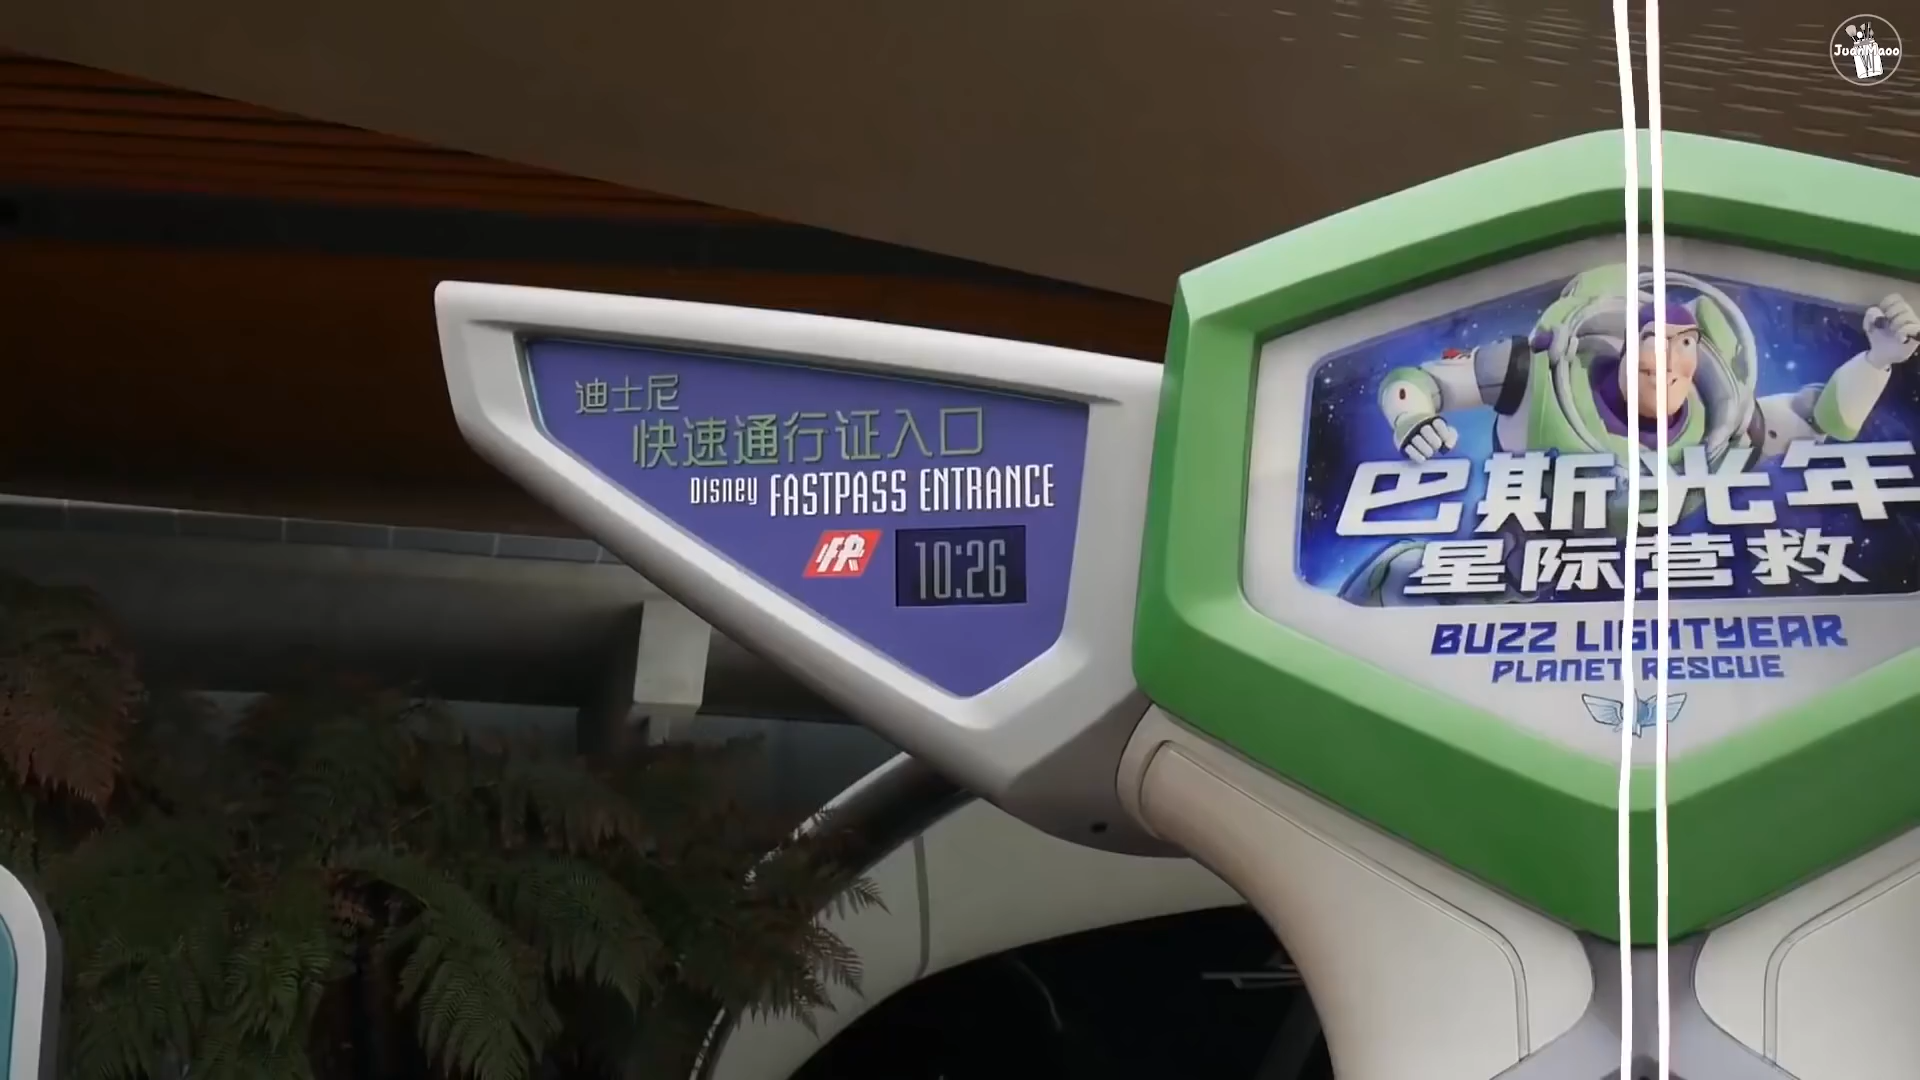 JuanMaoo
迪士尼
快速通行证入口
Disney FASTPASS ENTRANCE
快 10:26
巴斯光年
星际营救
BUZZ LIGHTYEAR
PLANET RESCUE